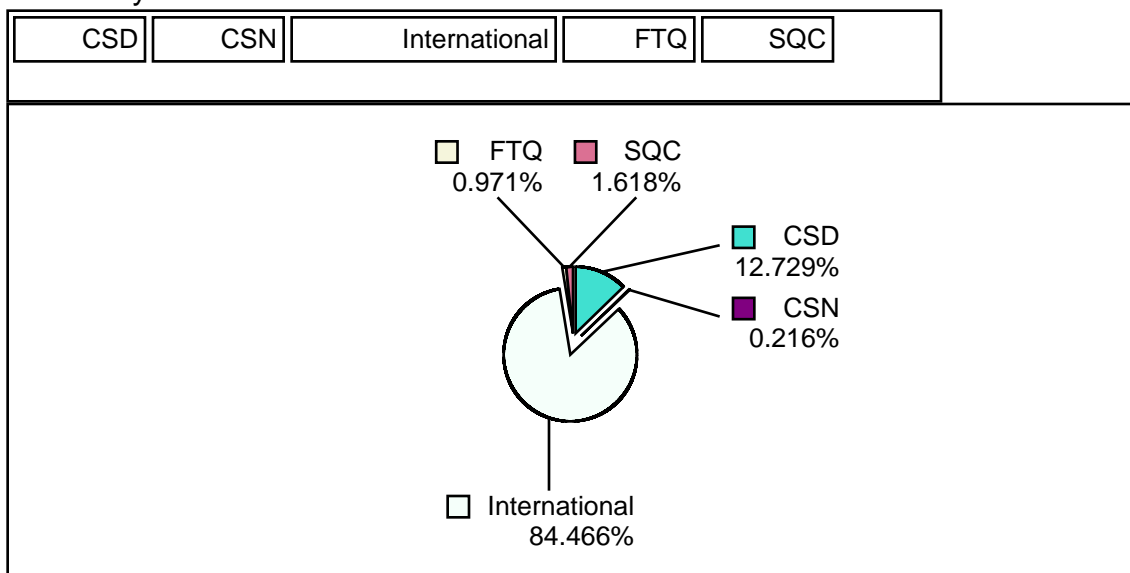 CSD CSN International FTQ SQC
FTQ SQC
0.971% 1.618%
CSD
12.729%
CSN
0.216%
International
84.466%